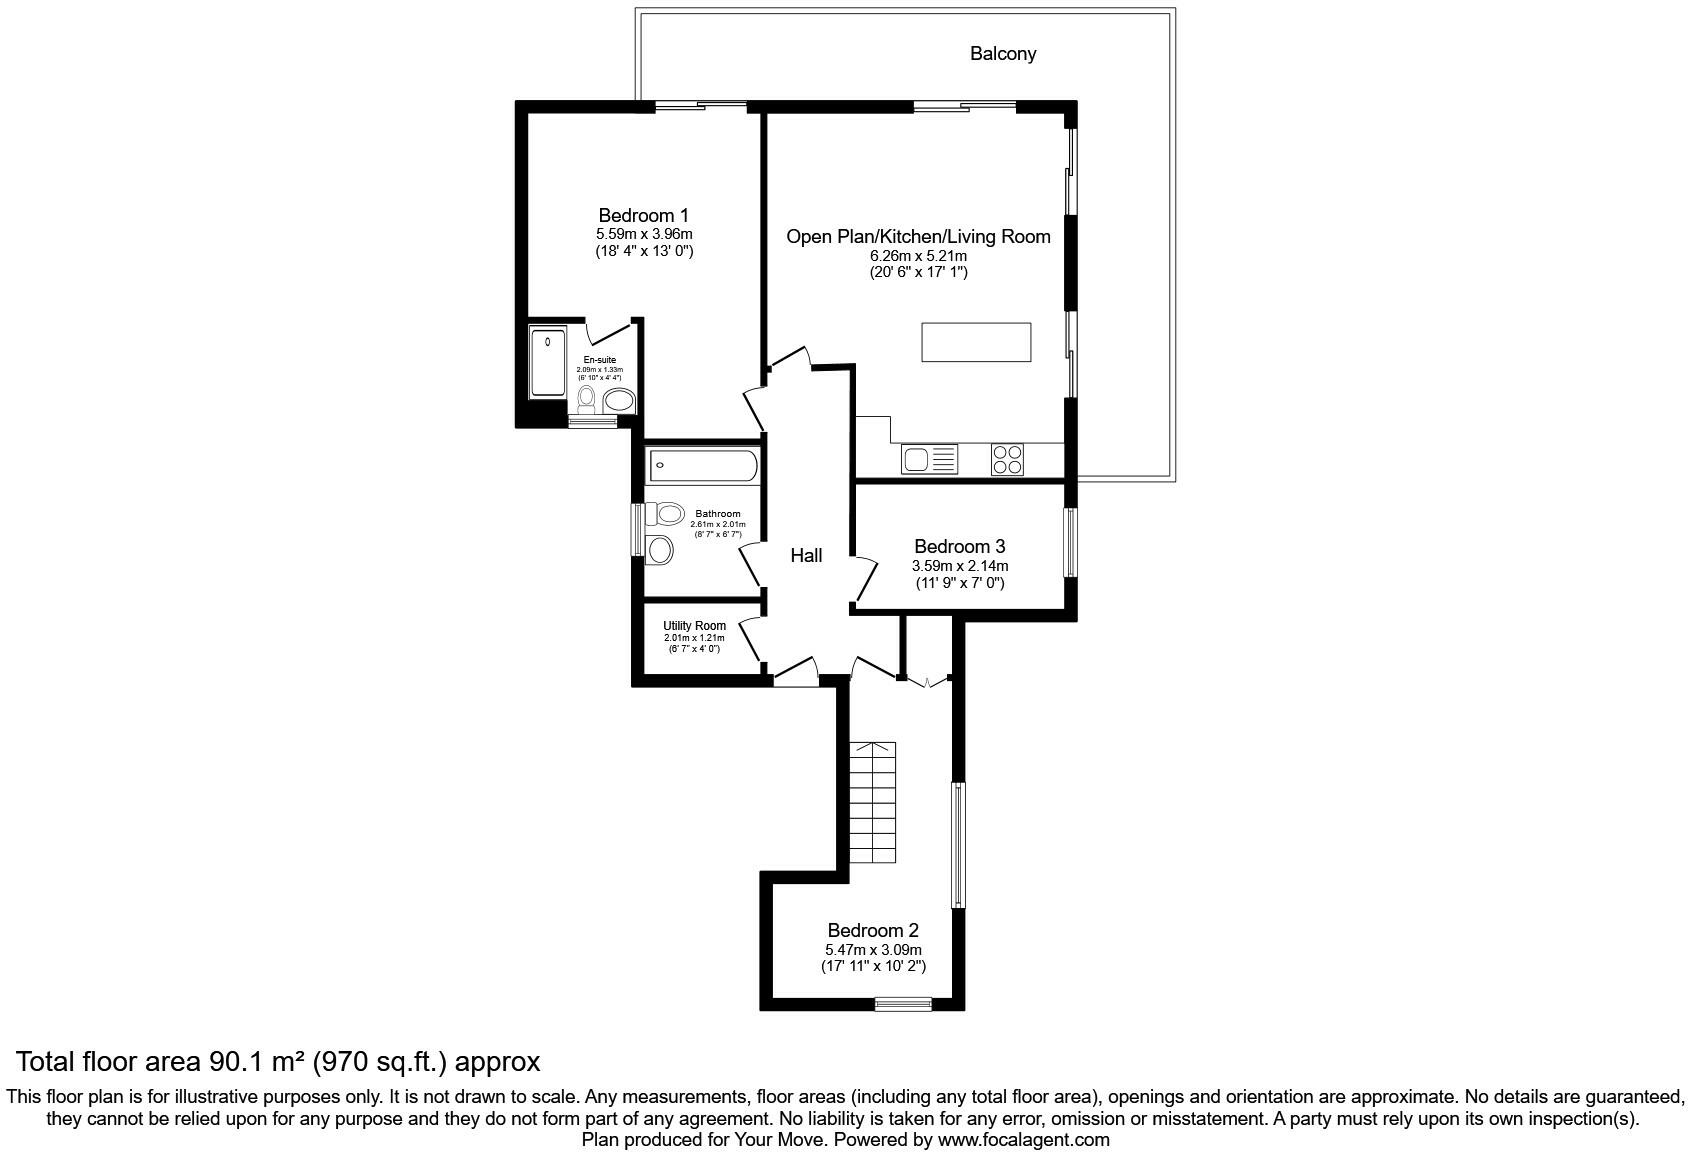 Balcony
Bedroom 1
5.59m x 3.96m
(18' 4" x 13' 0")
Open Plan/Kitchen/Living Room
6.26m x 5.21m
(20' 6" x 17' 1")
En-suite
2.09m x 1.33m
(6' 10" x 4' 4")
Bathroom
2.61m x 2.01m
(8' 7" x 6' 7")
Hall
Bedroom 3
3.59m x 2.14m
(11' 9" x 7' 0")
Utility Room
2.01m x 1.21m
(6' 7" x 4' 0")
Bedroom 2
5.47m x 3.09m
(17' 11" x 10' 2")
Total floor area 90.1 m² (970 sq.ft.) approx
This floor plan is for illustrative purposes only. It is not drawn to scale. Any measurements, floor areas (including any total floor area), openings and orientation are approximate. No details are guaranteed,
they cannot be relied upon for any purpose and they do not form part of any agreement. No liability is taken for any error, omission or misstatement. A party must rely upon its own inspection(s).
Plan produced for Your Move. Powered by www.focalagent.com